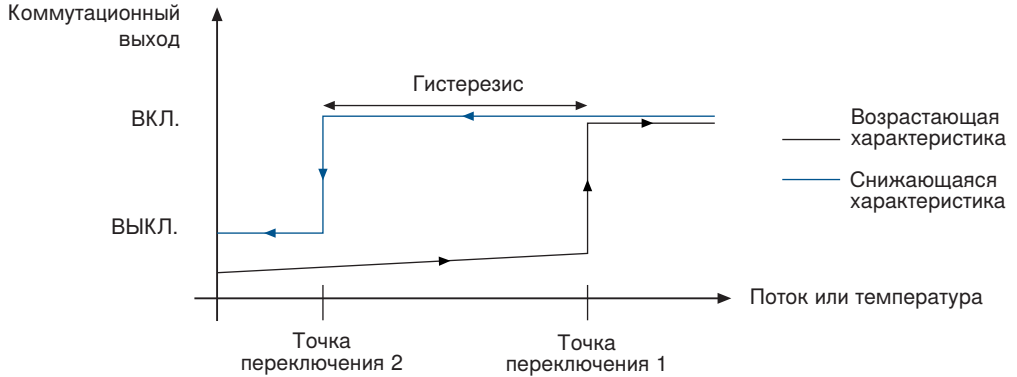 Коммутационный
выход
Гистерезис
ВКЛ.
Возрастающая
характеристика
Снижающаяся
характеристика
ВЫКЛ.
Поток или температура
Точка
переключения 2
Точка
переключения 1